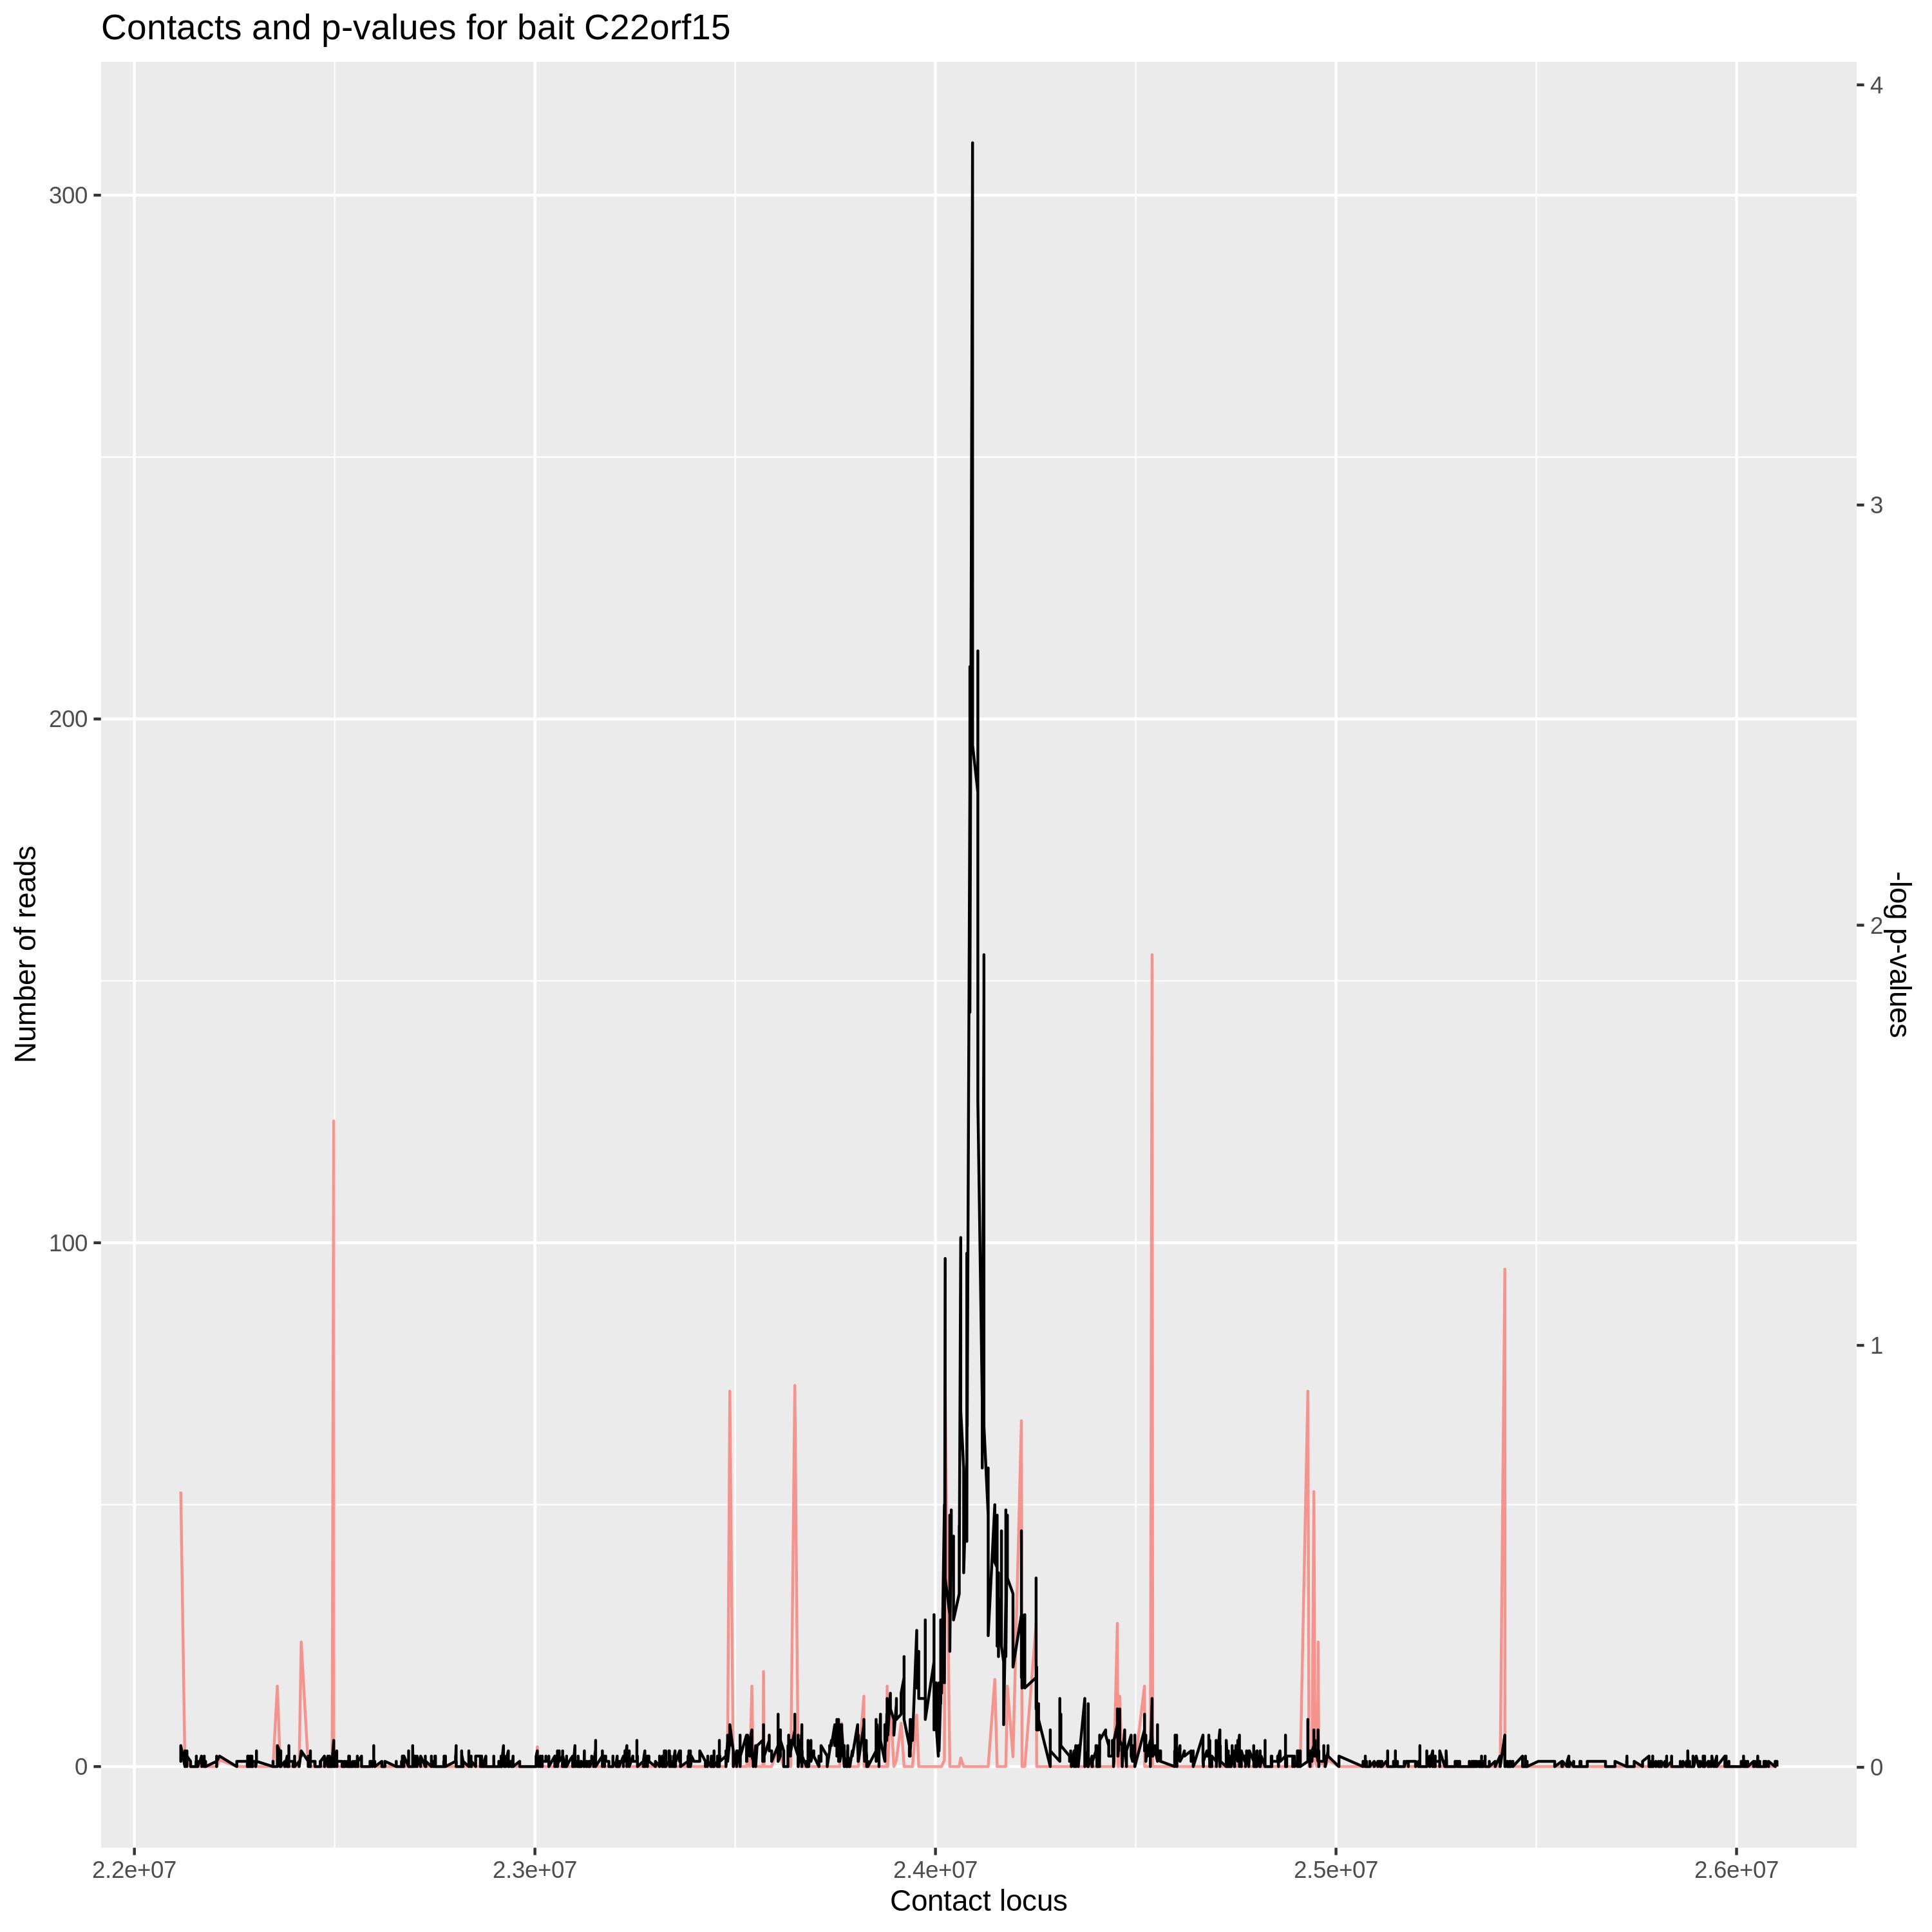 Contacts and p-values for bait C22orf15
Number of reads
300
200
100
0
4
3
2
1
0
-log p-values
2.2e+07 2.3e+07 2.4e+07 2.5e+07 2.6e+07
Contact locus